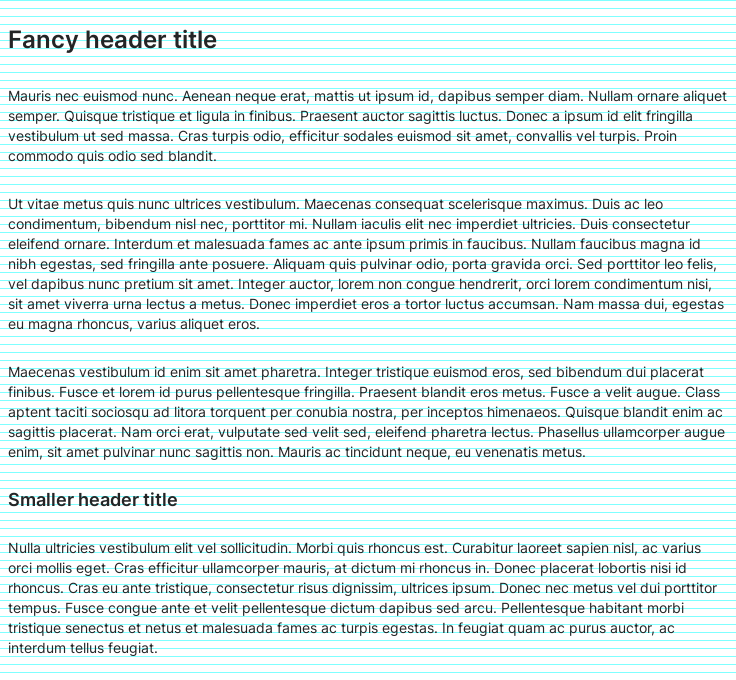 Fancy header title
Mauris nec euismod nunc. Aenean neque erat, mattis ut ipsum id, dapibus semper diam. Nullam ornare aliquet
semper. Quisque tristique et ligula in finibus. Praesent auctor sagittis luctus. Donec a ipsum id elit fringilla
vestibulum ut sed massa. Cras turpis odio, efficitur sodales euismod sit amet, convallis vel turpis. Proin
commodo quis odio sed blandit.
Ut vitae metus quis nunc ultrices vestibulum. Maecenas consequat scelerisque maximus. Duis ac leo
condimentum, bibendum nisl nec, porttitor mi. Nullam iaculis elit nec imperdiet ultricies. Duis consectetur
eleifend ornare. Interdum et malesuada fames ac ante ipsum primis in faucibus. Nullam faucibus magna id
nibh egestas, sed fringilla ante posuere. Aliquam quis pulvinar odio, porta gravida orci. Sed porttitor leo felis,
vel dapibus nunc pretium sit amet. Integer auctor, lorem non congue hendrerit, orci lorem condimentum nisi,
sit amet viverra urna lectus a metus. Donec imperdiet eros a tortor luctus accumsan. Nam massa dui, egestas
eu magna rhoncus, varius aliquet eros.
Maecenas vestibulum id enim sit amet pharetra. Integer tristique euismod eros, sed bibendum dui placerat
finibus. Fusce et lorem id purus pellentesque fringilla. Praesent blandit eros metus. Fusce a velit augue. Class
aptent taciti sociosqu ad litora torquent per conubia nostra, per inceptos himenaeos. Quisque blandit enim ac
sagittis placerat. Nam orci erat, vulputate sed velit sed, eleifend pharetra lectus. Phasellus ullamcorper augue
enim, sit amet pulvinar nunc sagittis non. Mauris ac tincidunt neque, eu venenatis metus.
Smaller header title
Nulla ultricies vestibulum elit vel sollicitudin. Morbi quis rhoncus est. Curabitur laoreet sapien nisl, ac varius
orci mollis eget. Cras efficitur ullamcorper mauris, at dictum mi rhoncus in. Donec placerat lobortis nisi id
rhoncus. Cras eu ante tristique, consectetur risus dignissim, ultrices ipsum. Donec nec metus vel dui porttitor
tempus. Fusce congue ante et velit pellentesque dictum dapibus sed arcu. Pellentesque habitant morbi
tristique senectus et netus et malesuada fames ac turpis egestas. In feugiat quam ac purus auctor, ac
interdum tellus feugiat.